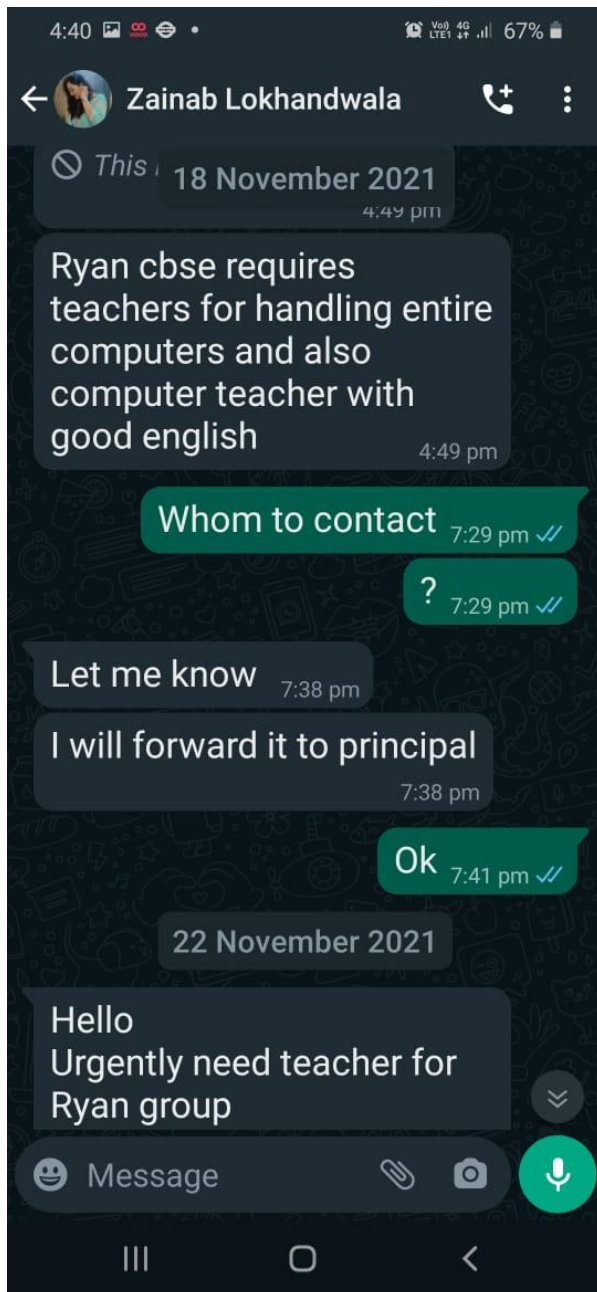 4:40 67%
Zainab Lokhandwala
This
18 November 2021
4:49 pm
Ryan cbse requires
teachers for handling entire
computers and also
computer teacher with
good english
4:49 pm
Whom to contact 7:29 pm
? 7:29 pm
Let me know 7:38 pm
I will forward it to principal
7:38 pm
Ok 7:41 pm
22 November 2021
Hello
Urgently need teacher for
Ryan group
Message